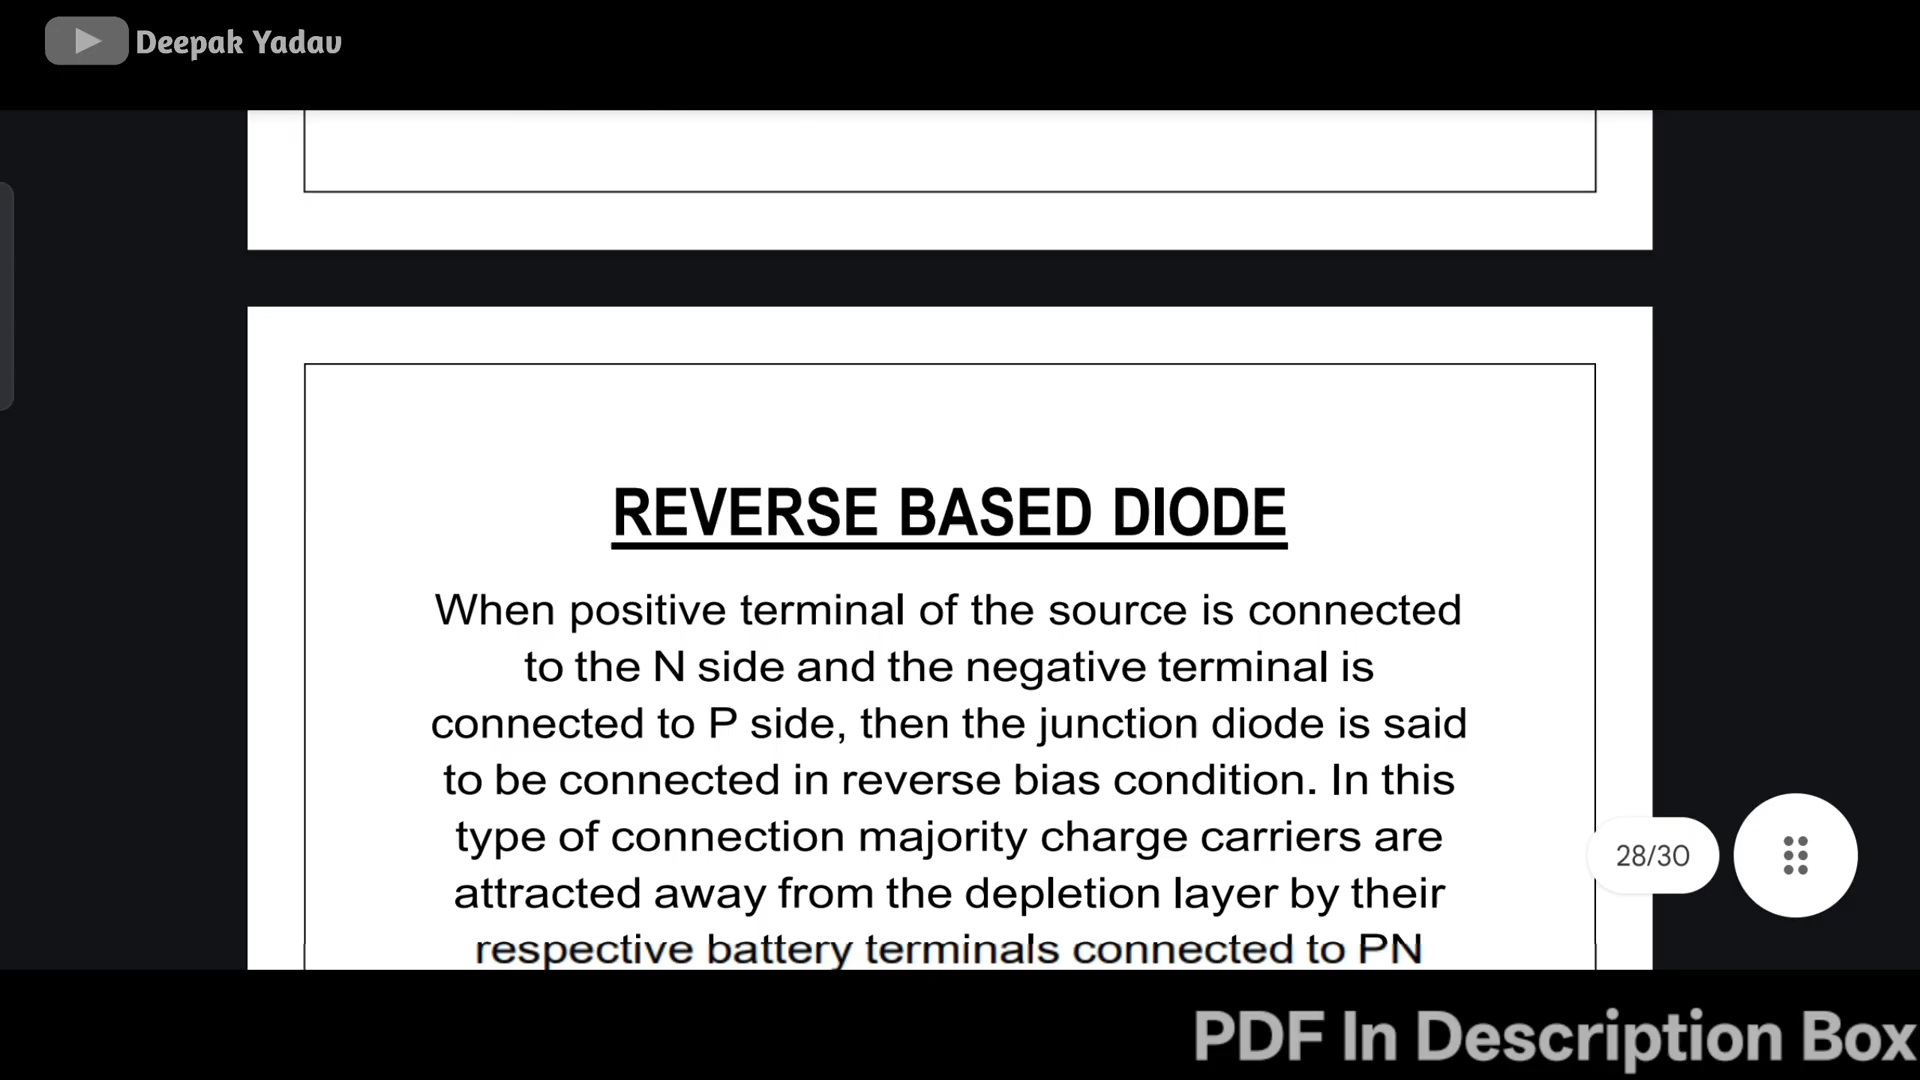 Deepak Yadav
REVERSE BASED DIODE
When positive terminal of the source is connected
to the N side and the negative terminal is
connected to P side, then the junction diode is said
to be connected in reverse bias condition. In this
type of connection majority charge carriers are
attracted away from the depletion layer by their
respective battery terminals connected to PN
28/30
PDF In Description Box